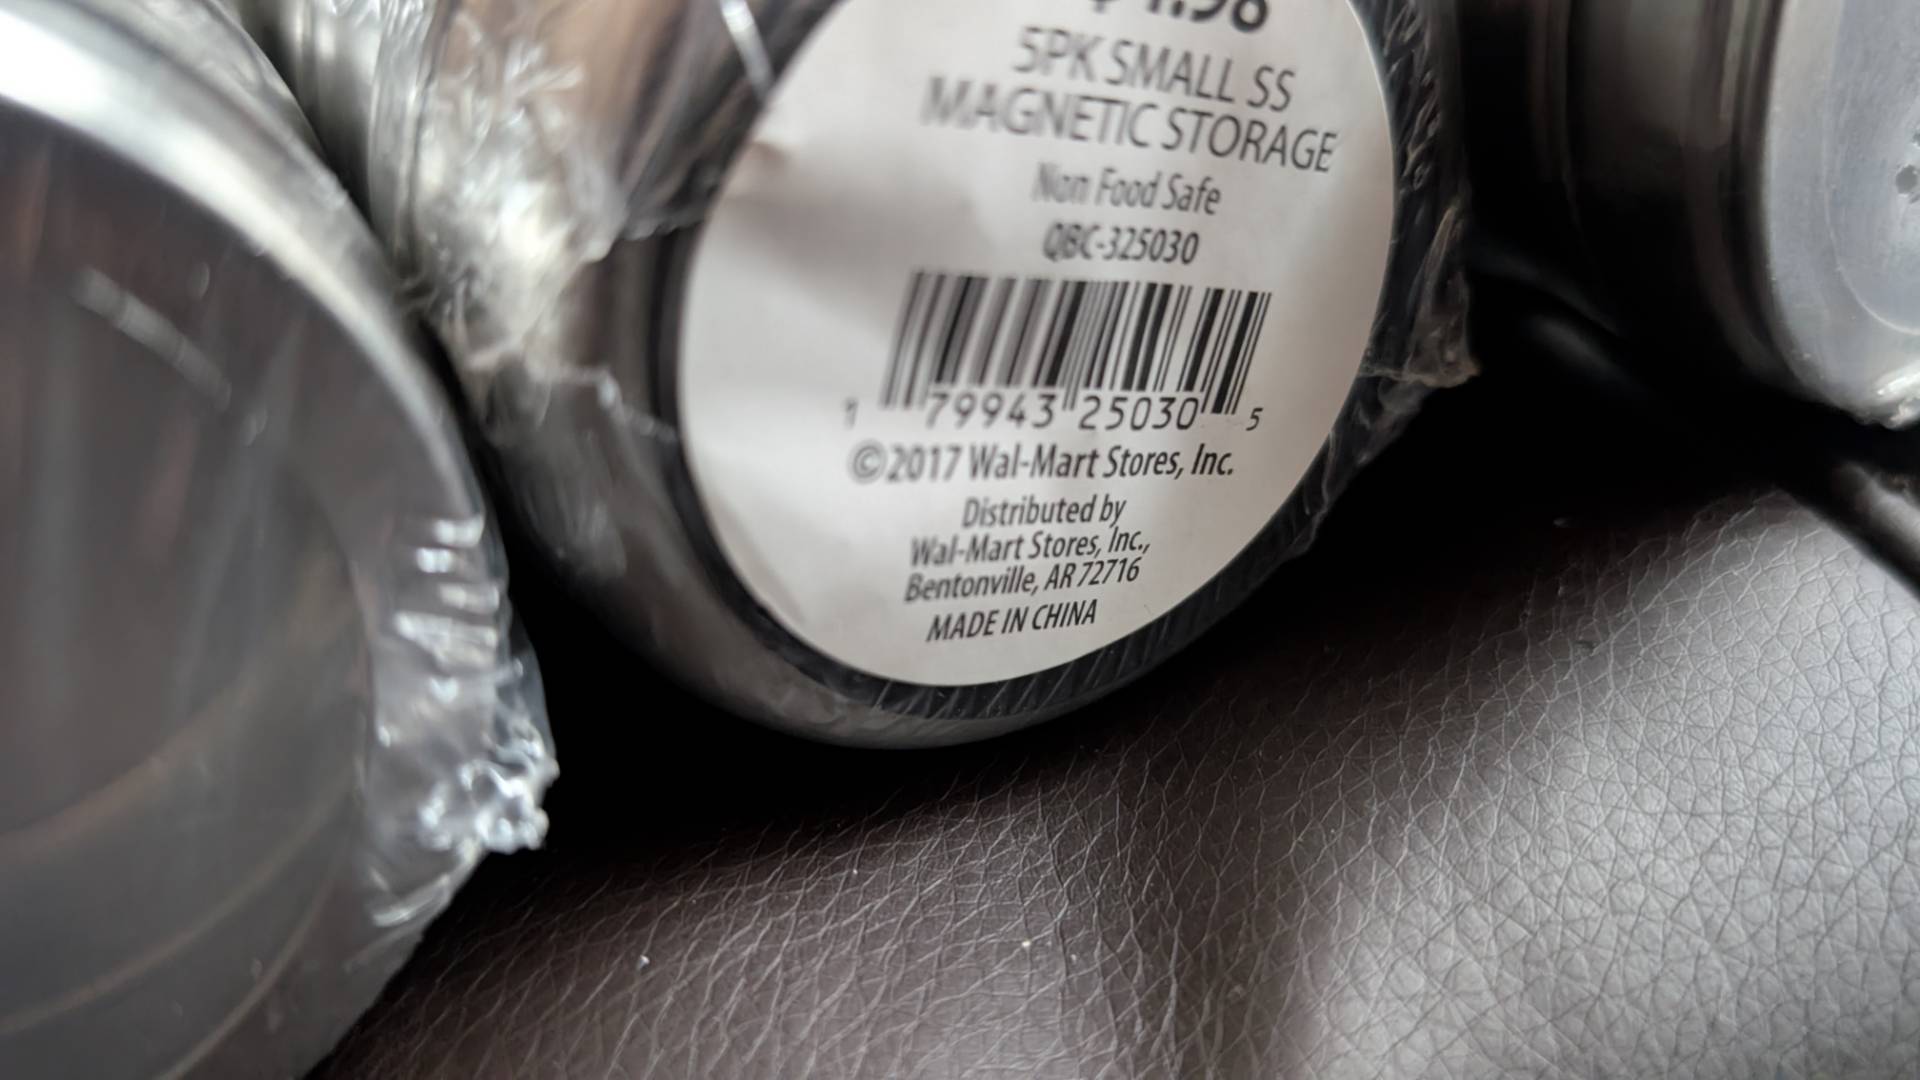 5PK SMALL SS
MAGNETIC STORAGE
Non Food Safe
QBC-325030
1 79943 25030 5
©2017 Wal-Mart Stores, Inc.
Distributed by
Wal-Mart Stores, Inc.,
Bentonville, AR 72716
MADE IN CHINA